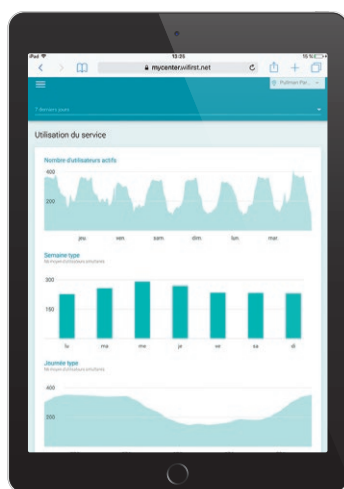 iPad
13:25
15 %
mycenter.wifirst.net
Pullman Par...
7 derniers jours
Utilisation du service
Nombre d'utilisateurs actifs
400
200
jeu. ven. sam. dim. lun. mar.
Semaine type
Nb moyen d'utilisateurs simultanés
300
150
lu ma me je ve sa di
Journée type
Nb moyen d'utilisateurs simultanés
400
200